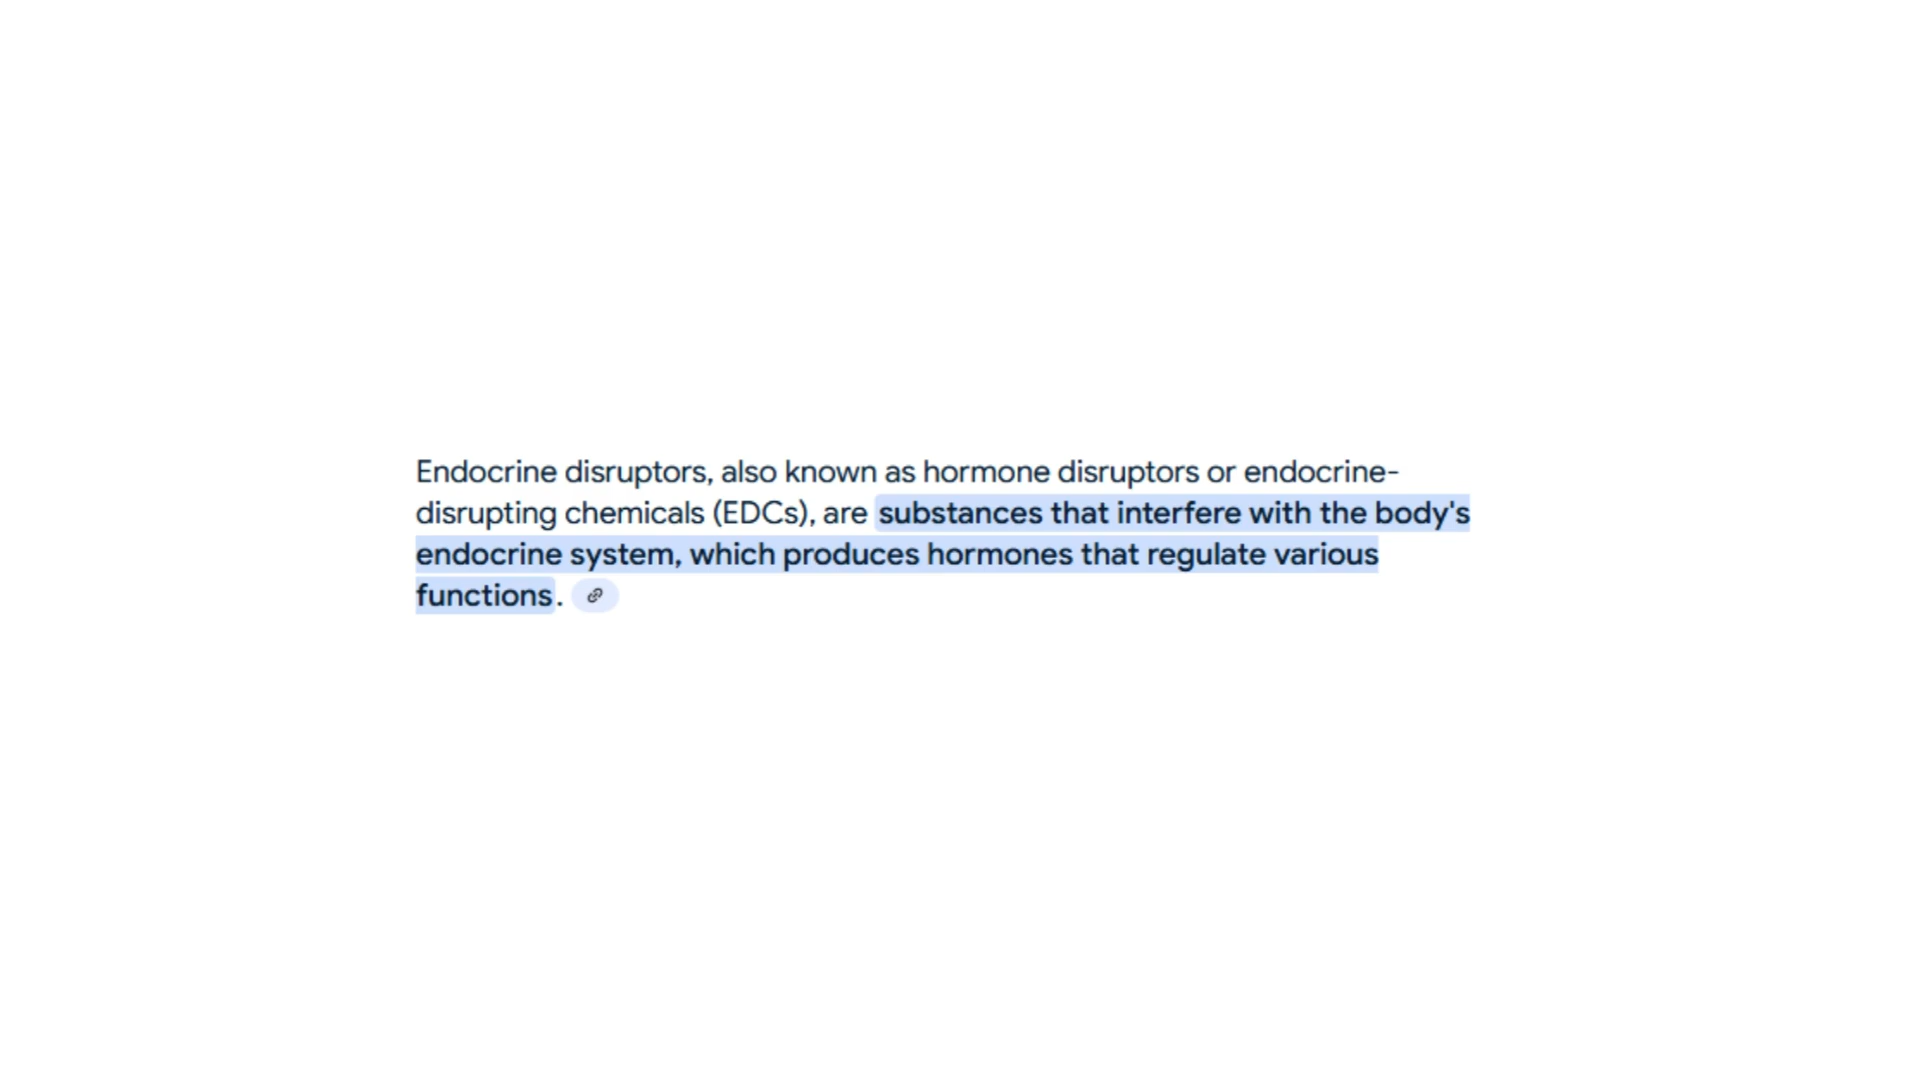 Endocrine disruptors, also known as hormone disruptors or endocrine-
disrupting chemicals (EDCs), are substances that interfere with the body's
endocrine system, which produces hormones that regulate various
functions.